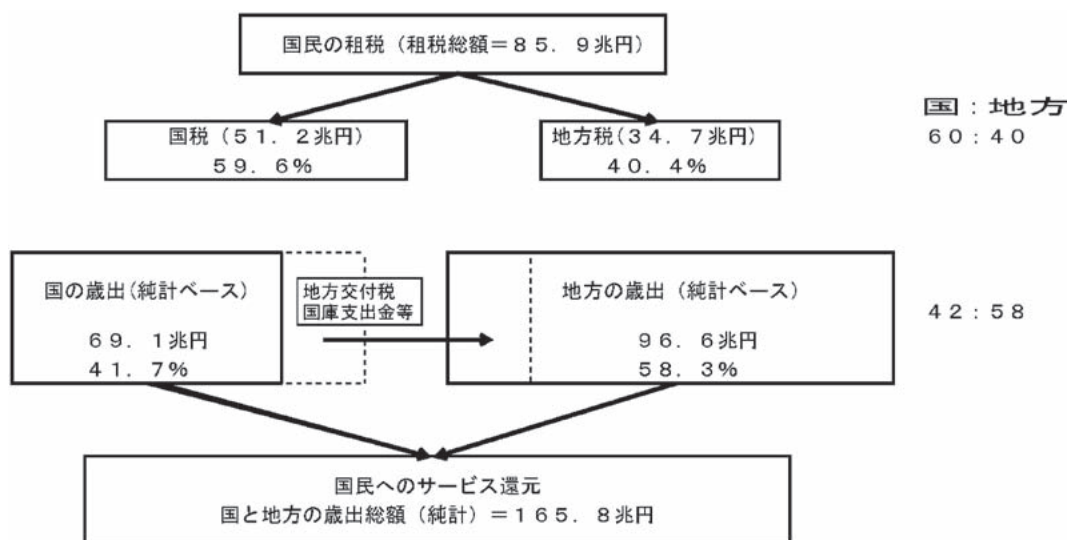 国民の租税（租税総額＝８５．９兆円）
国：地方
国税（５１．２兆円）
５９．６％
地方税（３４．７兆円）
４０．４％
６０：４０
国の歳出（純計ベース）
６９．１兆円
４１．７％
地方交付税
国庫支出金等
地方の歳出（純計ベース）
９６．６兆円
５８．３％
４２：５８
国民へのサービス還元
国と地方の歳出総額（純計）＝１６５．８兆円